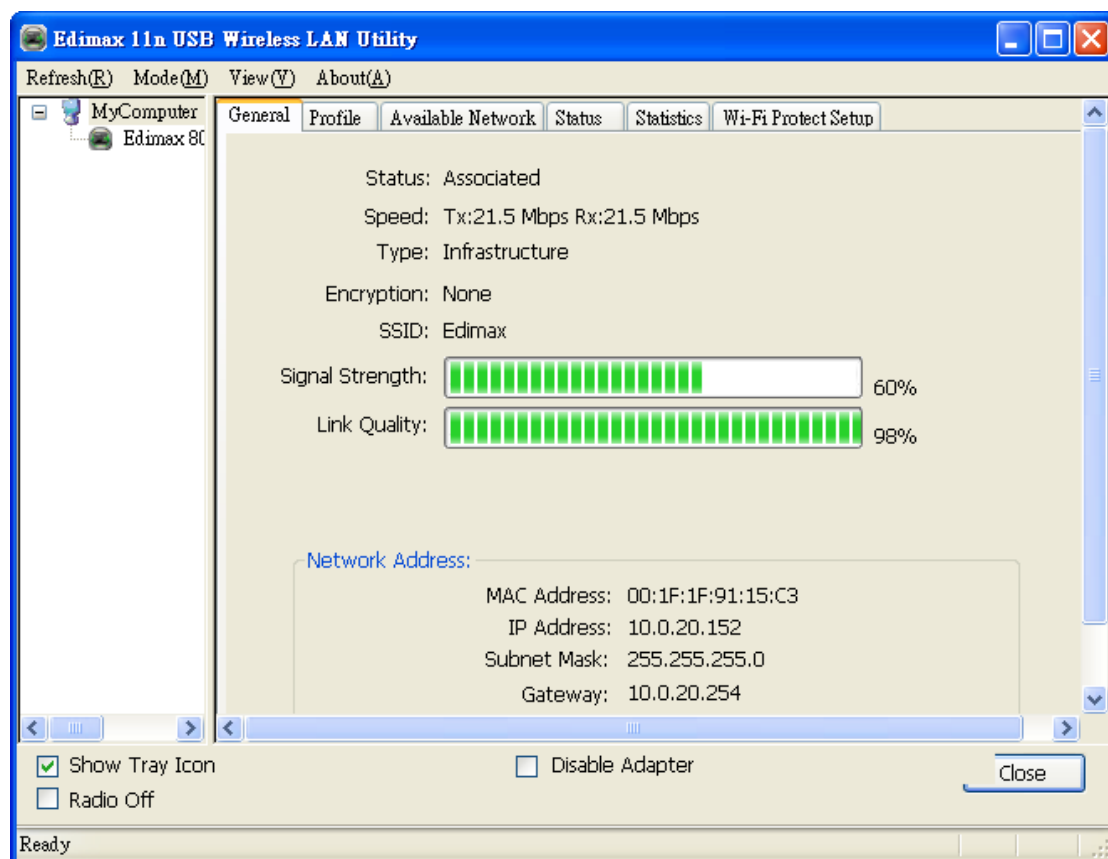 Edimax 11n USB Wireless LAN Utility
Refresh(R) Mode(M) View(V) About(A)
MyComputer
Edimax 80
General Profile Available Network Status Statistics Wi-Fi Protect Setup
Status: Associated
Speed: Tx:21.5 Mbps Rx:21.5 Mbps
Type: Infrastructure
Encryption: None
SSID: Edimax
Signal Strength: 60%
Link Quality: 98%
Network Address:
MAC Address: 00:1F:1F:91:15:C3
IP Address: 10.0.20.152
Subnet Mask: 255.255.255.0
Gateway: 10.0.20.254
Show Tray Icon Disable Adapter Close
Radio Off
Ready